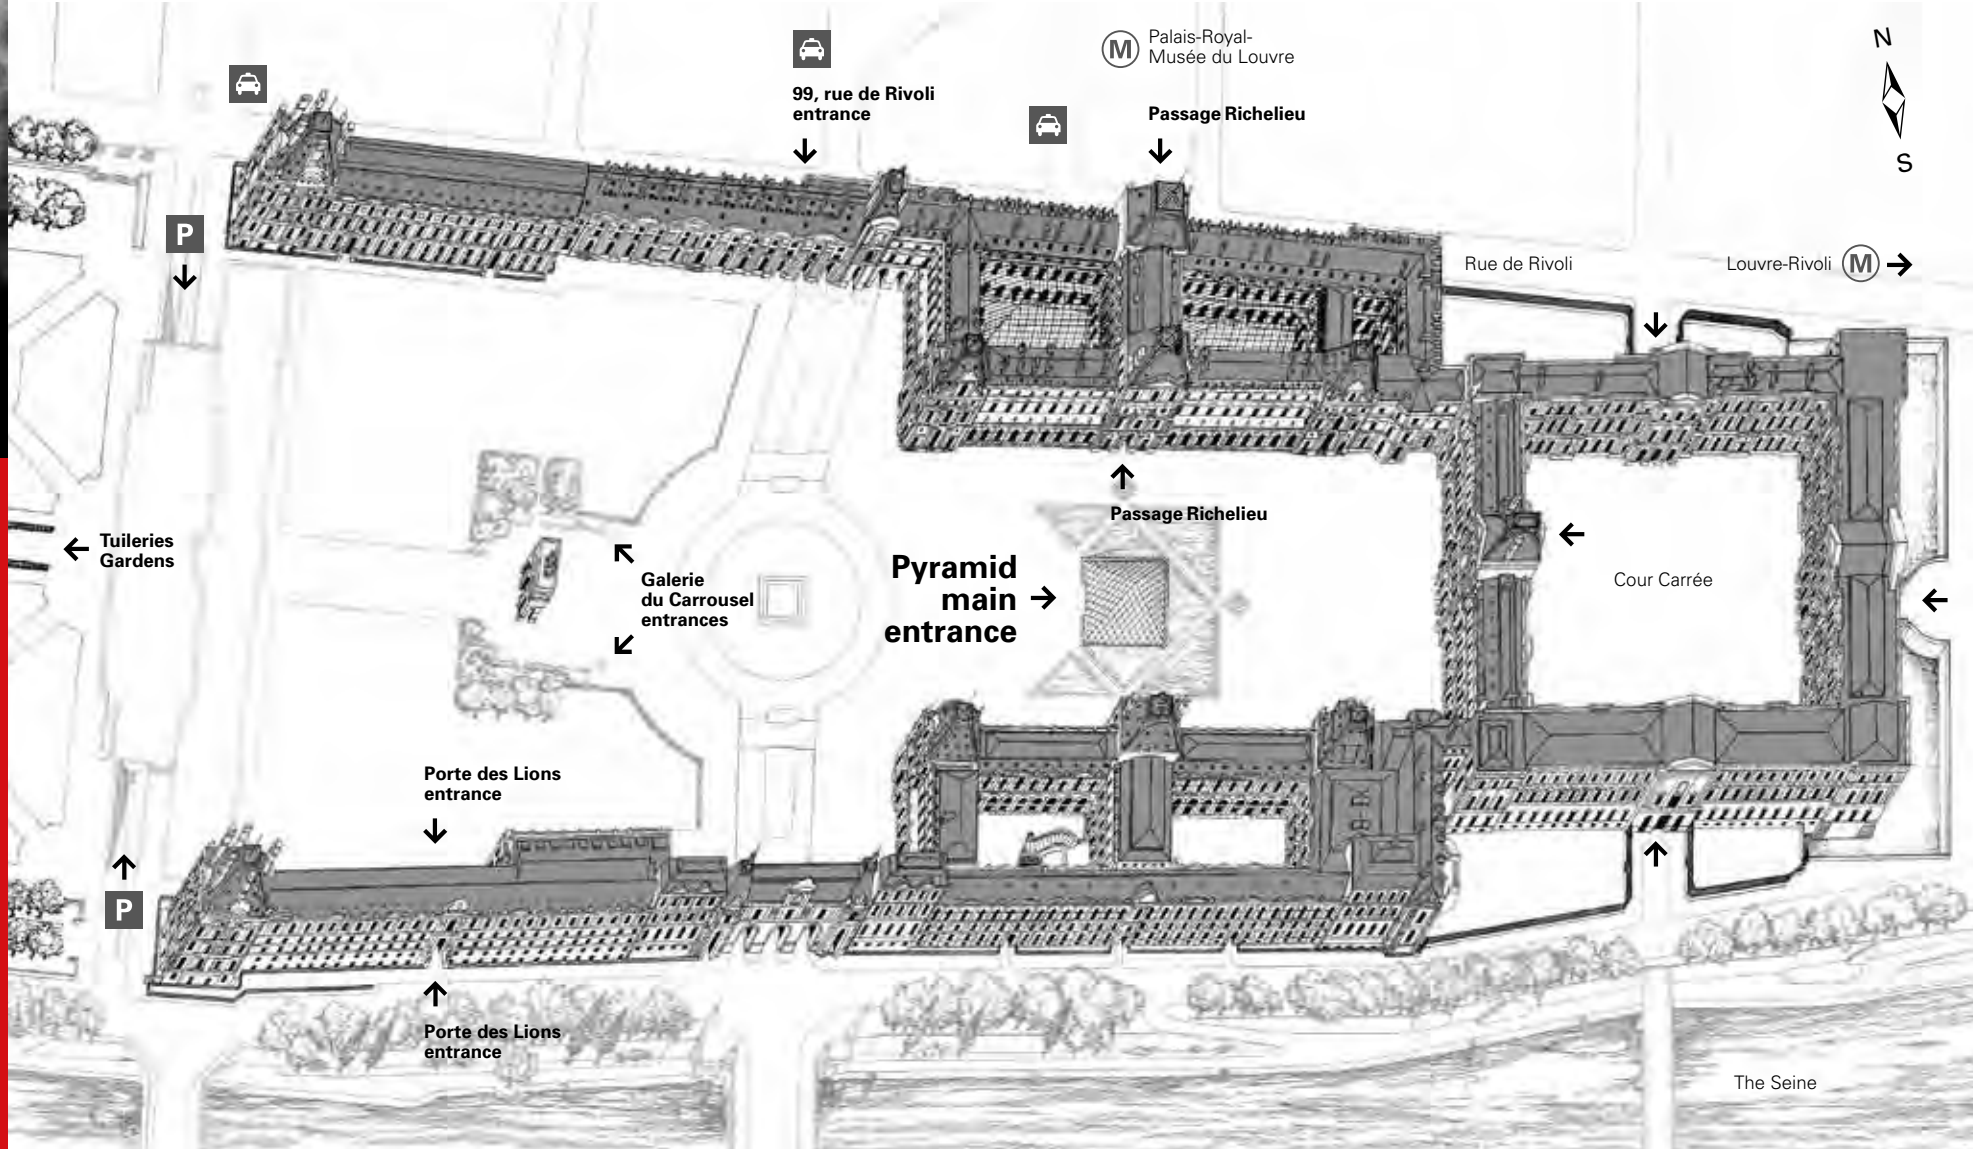 N
M
Palais-Royal-
Musée du Louvre
99, rue de Rivoli
entrance
Passage Richelieu
S
P
Rue de Rivoli
Louvre-Rivoli
M
Passage Richelieu
Tuileries
Gardens
Galerie
du Carrousel
entrances
Pyramid
main
entrance
Cour Carrée
Porte des Lions
entrance
P
Porte des Lions
entrance
The Seine